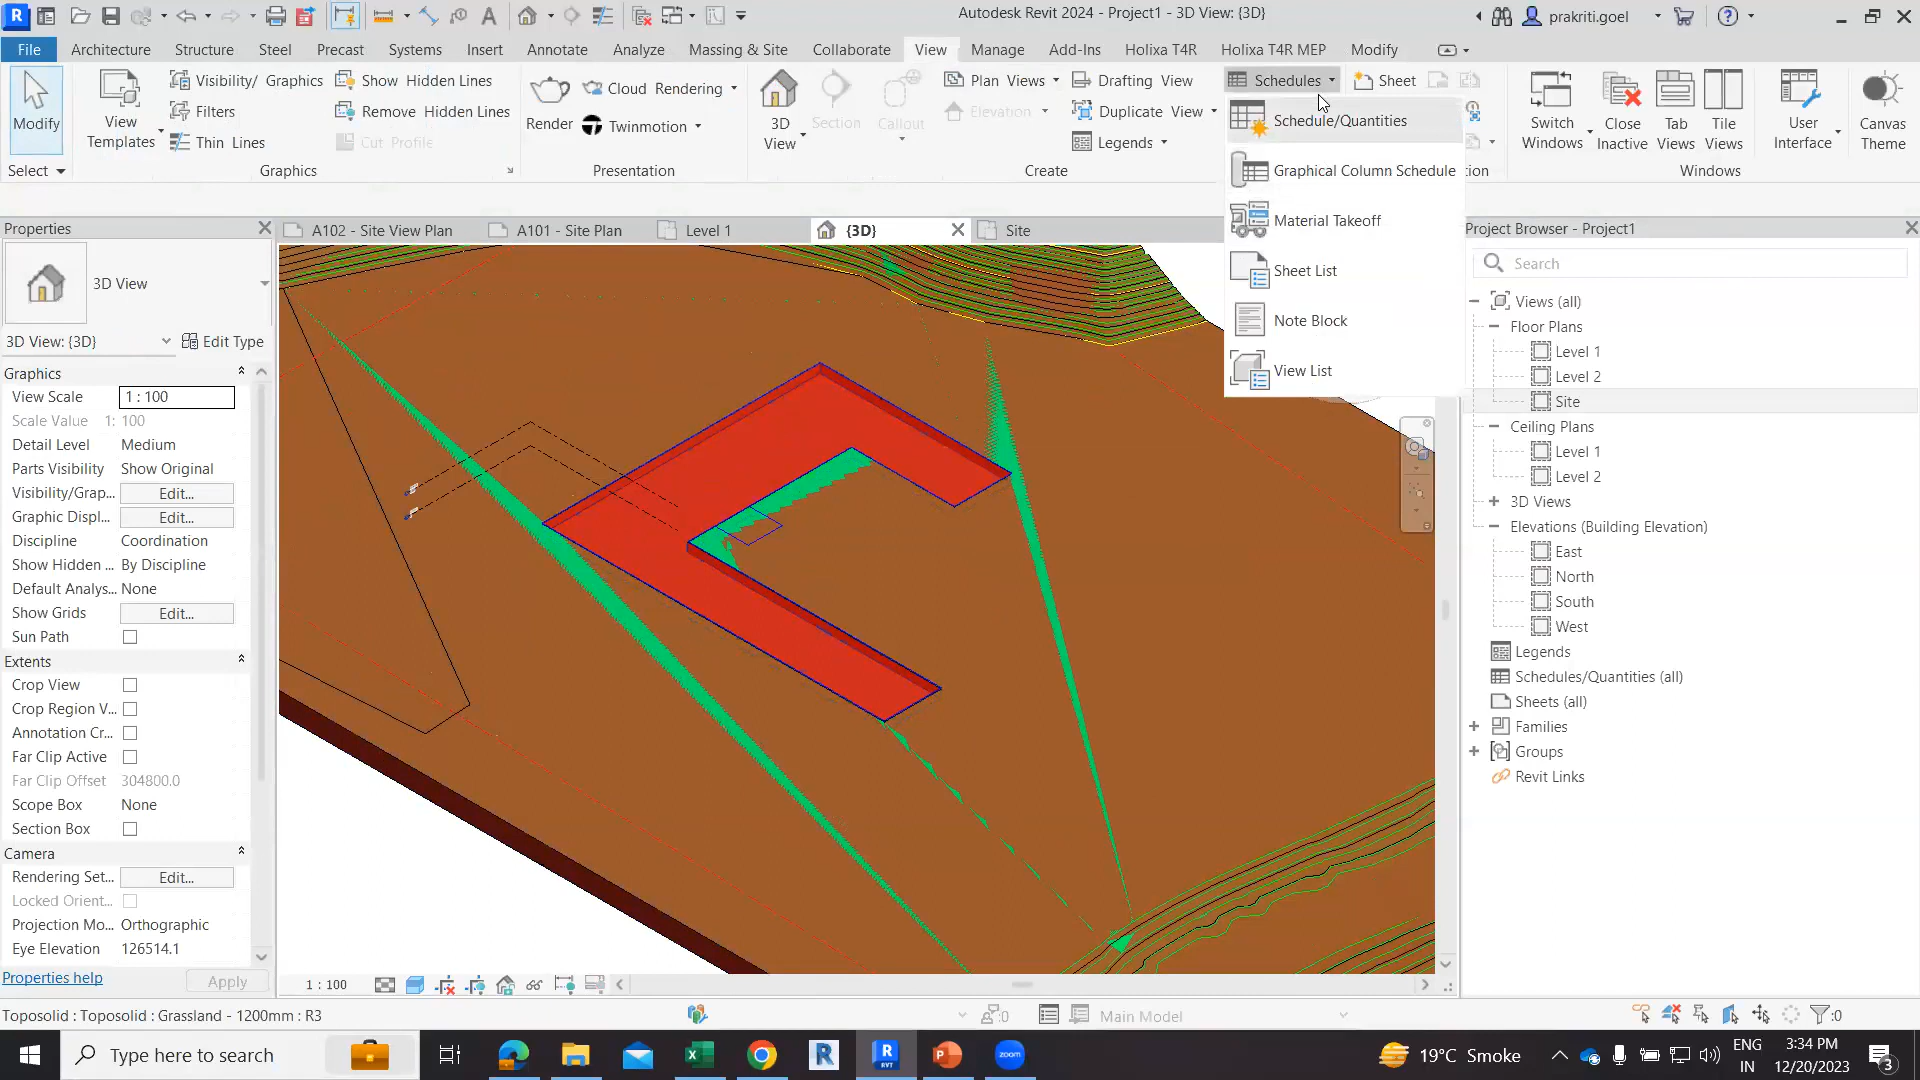 Autodesk Revit 2024 - Project1 - 3D View: {3D}
prakriti.goel
File Architecture Structure Steel Precast Systems Insert Annotate Analyze Massing & Site Collaborate View Manage Add-Ins Holixa T4R Holixa T4R MEP Modify
Modify
View Templates
Visibility/ Graphics
Filters
Thin Lines
Show Hidden Lines
Remove Hidden Lines
Cut Profile
Render
Cloud Rendering
Twinmotion
3D View
Section
Callout
Plan Views
Elevation
Drafting View
Duplicate View
Legends
Schedules
Sheet
Switch Windows
Close Inactive
Tab Views
Tile Views
User Interface
Canvas Theme
Select
Graphics
Presentation
Create
Windows
Schedule/Quantities
Graphical Column Schedule
Material Takeoff
Sheet List
Note Block
View List
Properties
3D View
3D View: {3D}
Edit Type
Graphics
View Scale 1 : 100
Scale Value 1: 100
Detail Level Medium
Parts Visibility Show Original
Visibility/Grap... Edit...
Graphic Displ... Edit...
Discipline Coordination
Show Hidden ... By Discipline
Default Analys... None
Show Grids Edit...
Sun Path
Extents
Crop View
Crop Region V...
Annotation Cr...
Far Clip Active
Far Clip Offset 304800.0
Scope Box None
Section Box
Camera
Rendering Set... Edit...
Locked Orient...
Projection Mo... Orthographic
Eye Elevation 126514.1
Properties help
Apply
A102 - Site View Plan
A101 - Site Plan
Level 1
{3D}
Site
Project Browser - Project1
Search
Views (all)
Floor Plans
Level 1
Level 2
Site
Ceiling Plans
Level 1
Level 2
3D Views
Elevations (Building Elevation)
East
North
South
West
Legends
Schedules/Quantities (all)
Sheets (all)
Families
Groups
Revit Links
1 : 100
Toposolid : Toposolid : Grassland - 1200mm : R3
:0
Main Model
:0
Type here to search
zoom
19°C Smoke
ENG
IN
3:34 PM
12/20/2023
3